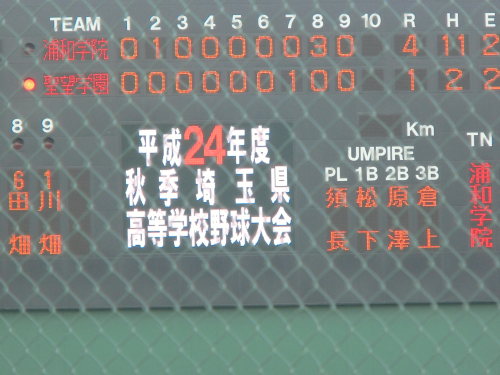 TEAM 1 2 3 4 5 6 7 8 9 10 R H E
浦和学院 0 1 0 0 0 0 0 3 0 4 11 2
聖望学園 0 0 0 0 0 0 1 0 0 1 2 2
8 9
6 1
田 川
畑 畑
平成24年度
秋季埼玉県
高等学校野球大会
Km
UMPIRE
PL 1B 2B 3B
須 松 原 倉
長 下 澤 上
TN
浦和学院